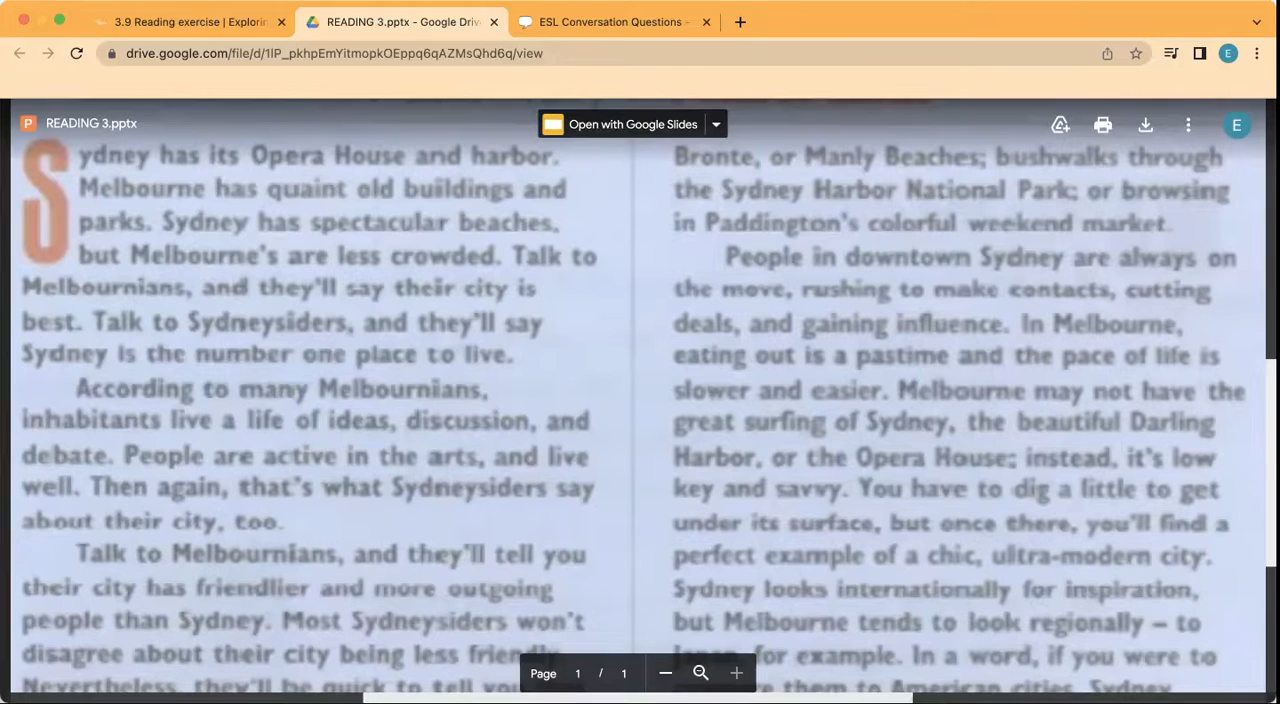 3.9 Reading exercise | Explorin
READING 3.pptx - Google Driv
ESL Conversation Questions -
drive.google.com/file/d/1lP_pkhpEmYitmopkOEppq6qAZMsQhd6q/view
E
P READING 3.pptx
Open with Google Slides
E
Sydney has its Opera House and harbor.
Melbourne has quaint old buildings and
parks. Sydney has spectacular beaches,
but Melbourne's are less crowded. Talk to
Melbournians, and they'll say their city is
best. Talk to Sydneysiders, and they'll say
Sydney is the number one place to live.
According to many Melbournians,
inhabitants live a life of ideas, discussion, and
debate. People are active in the arts, and live
well. Then again, that's what Sydneysiders say
about their city, too.
Talk to Melbournians, and they'll tell you
their city has friendlier and more outgoing
people than Sydney. Most Sydneysiders won't
disagree about their city being less friendly
Nevertheless, they'll be quick to tell you
Bronte, or Manly Beaches; bushwalks through
the Sydney Harbor National Park; or browsing
in Paddington's colorful weekend market.
People in downtown Sydney are always on
the move, rushing to make contacts, cutting
deals, and gaining influence. In Melbourne,
eating out is a pastime and the pace of life is
slower and easier. Melbourne may not have the
great surfing of Sydney, the beautiful Darling
Harbor, or the Opera House; instead, it's low
key and savvy. You have to dig a little to get
under its surface, but once there, you'll find a
perfect example of a chic, ultra-modern city.
Sydney looks internationally for inspiration,
but Melbourne tends to look regionally – to
for example. In a word, if you were to
them to American cities, Sydney
Page 1 / 1